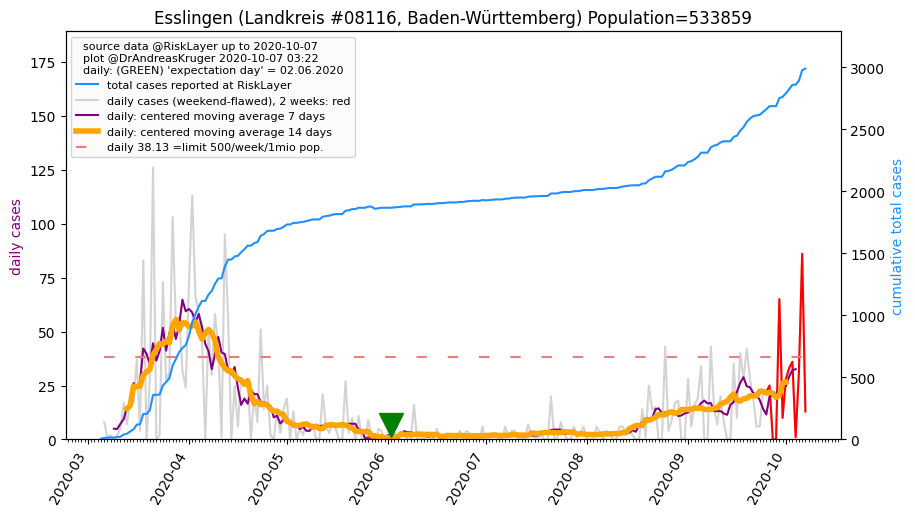 Esslingen (Landkreis #08116, Baden-Württemberg) Population=533859
source data @RiskLayer up to 2020-10-07
plot @DrAndreasKruger 2020-10-07 03:22
daily: (GREEN) 'expectation day' = 02.06.2020
total cases reported at RiskLayer
daily cases (weekend-flawed), 2 weeks: red
daily: centered moving average 7 days
daily: centered moving average 14 days
daily 38.13 =limit 500/week/1mio pop.
daily cases
175
150
125
100
75
50
25
0
cumulative total cases
3000
2500
2000
1500
1000
500
0
2020-03
2020-04
2020-05
2020-06
2020-07
2020-08
2020-09
2020-10